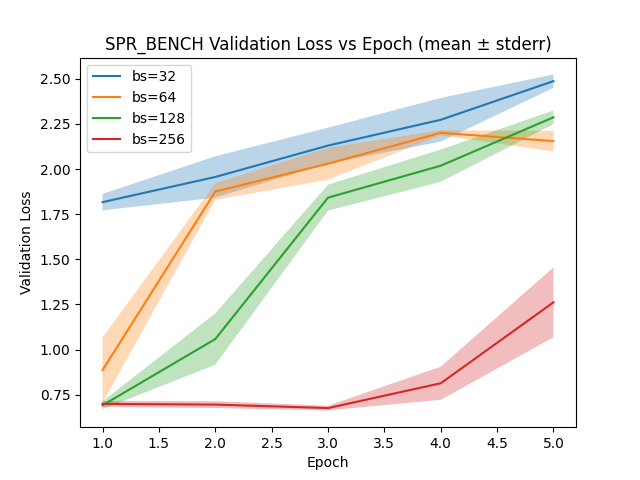 SPR_BENCH Validation Loss vs Epoch (mean ± stderr)
bs=32
bs=64
bs=128
bs=256
Validation Loss
2.50
2.25
2.00
1.75
1.50
1.25
1.00
0.75
1.0 1.5 2.0 2.5 3.0 3.5 4.0 4.5 5.0
Epoch